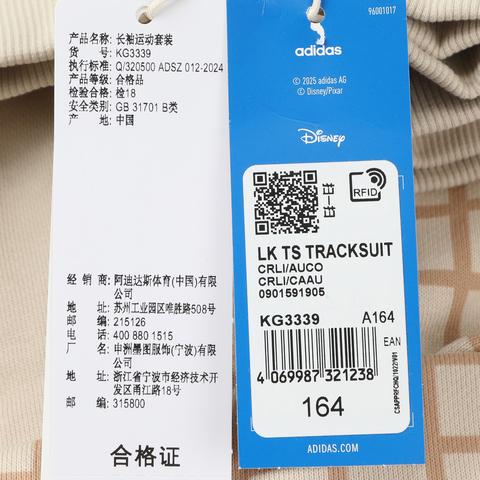 产品名称: 长袖运动套装
货 号: KG3339
执行标准: Q/320500 ADSZ 012-2024
产品等级: 合格品
检验合格: 检18
安全类别: GB 31701 B类
产 地: 中国
经 销 商: 阿迪达斯体育(中国)有限
公司
地 址: 苏州工业园区唯胜路508号
邮 编: 215126
电 话: 400 880 1515
厂 名: 申洲墨图服饰(宁波)有限
公司
地 址: 浙江省宁波市经济技术开
发区甬江路18号
邮 编: 315800
合格证
96001017
adidas
© 2025 adidas AG
© Disney/Pixar
Disney
RFID
LK TS TRACKSUIT
CRLI/AUCO
CRLI/CAAU
0901591905
KG3339 A164
EAN
4 069987 321238
164
ADIDAS.COM